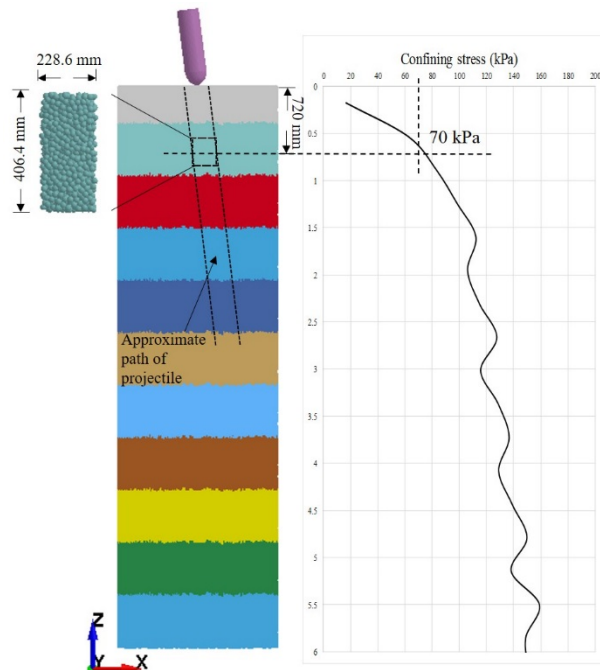 228.6 mm
406.4 mm
720 mm
Approximate
path of
projectile
Z
Y
X
Confining stress (kPa)
0 20 40 60 80 100 120 140 160 180 200
0
0.5
70 kPa
1
1.5
2
2.5
3
3.5
4
4.5
5
5.5
6